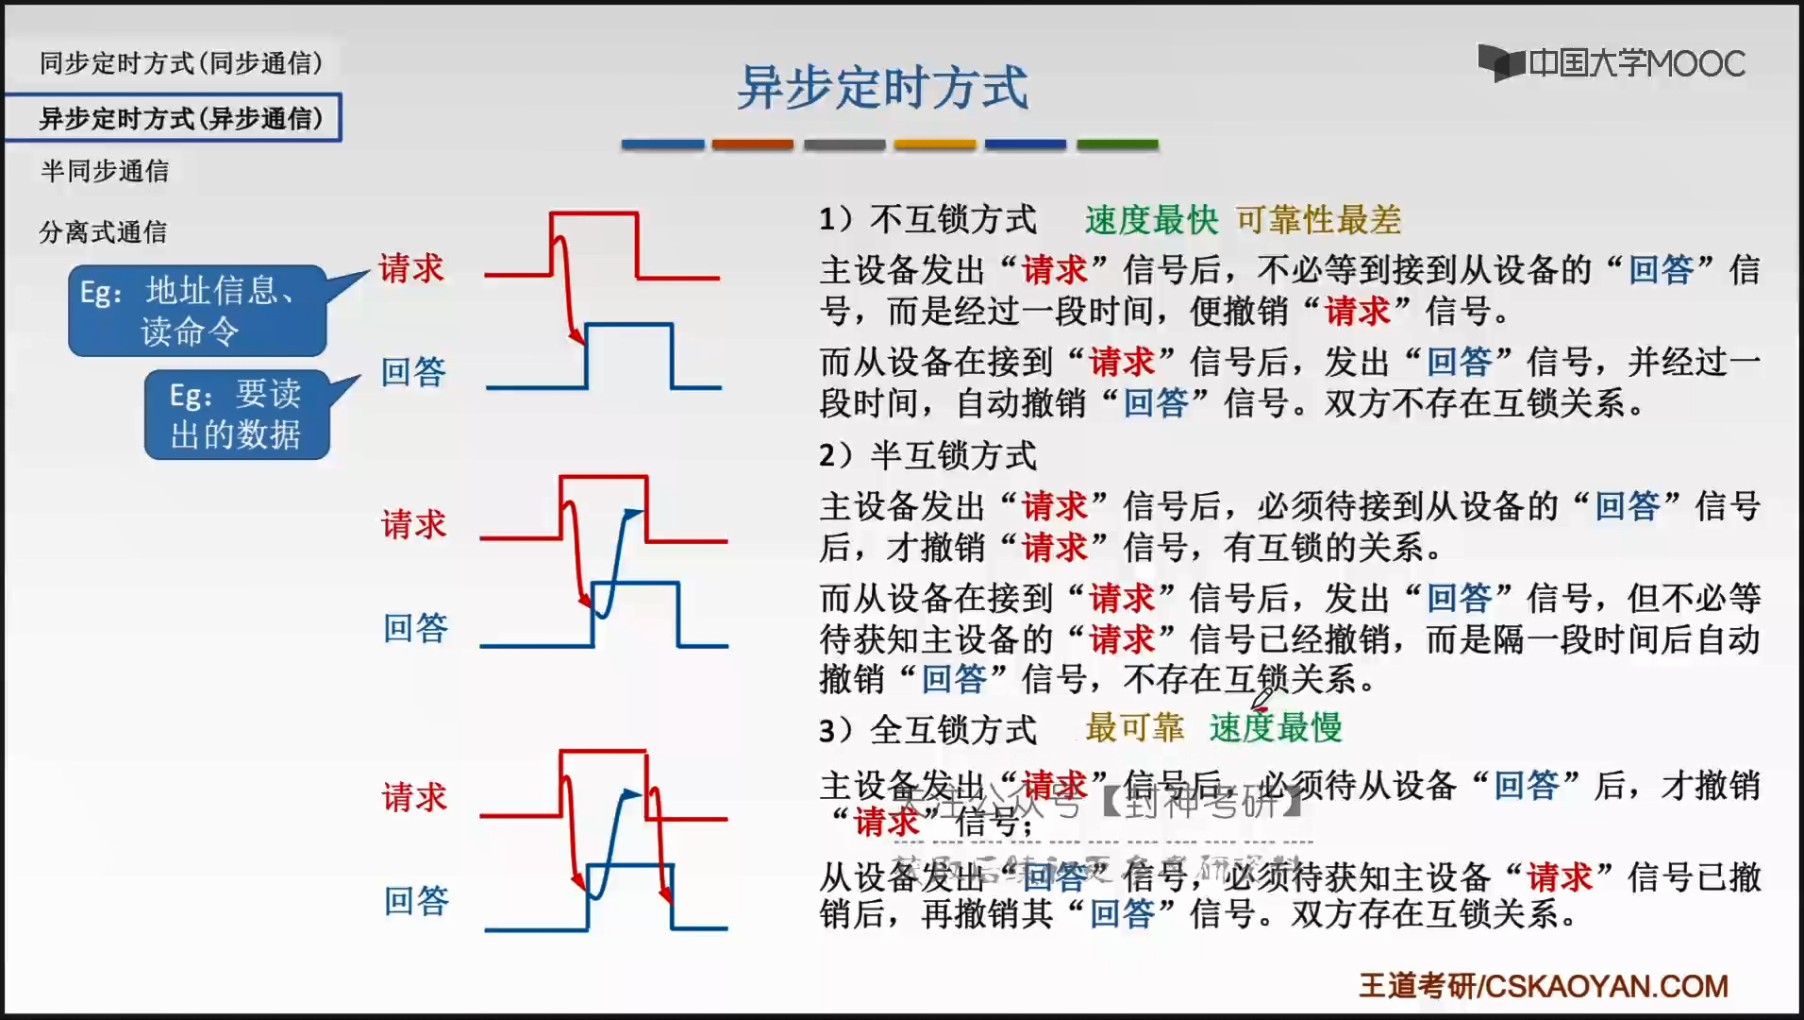 同步定时方式(同步通信)
异步定时方式(异步通信)
半同步通信
分离式通信
中国大学MOOC
异步定时方式
请求
Eg：地址信息、
读命令
回答
Eg：要读
出的数据
1）不互锁方式 速度最快 可靠性最差
主设备发出“请求”信号后，不必等到接到从设备的“回答”信
号，而是经过一段时间，便撤销“请求”信号。
而从设备在接到“请求”信号后，发出“回答”信号，并经过一
段时间，自动撤销“回答”信号。双方不存在互锁关系。
请求
回答
2）半互锁方式
主设备发出“请求”信号后，必须待接到从设备的“回答”信号
后，才撤销“请求”信号，有互锁的关系。
而从设备在接到“请求”信号后，发出“回答”信号，但不必等
待获知主设备的“请求”信号已经撤销，而是隔一段时间后自动
撤销“回答”信号，不存在互锁关系。
请求
回答
3）全互锁方式 最可靠 速度最慢
主设备发出“请求”信号后，必须待从设备“回答”后，才撤销
“请求”信号；
从设备发出“回答”信号，必须待获知主设备“请求”信号已撤
销后，再撤销其“回答”信号。双方存在互锁关系。
关注公众号【封神考研】
王道考研/CSKAOYAN.COM